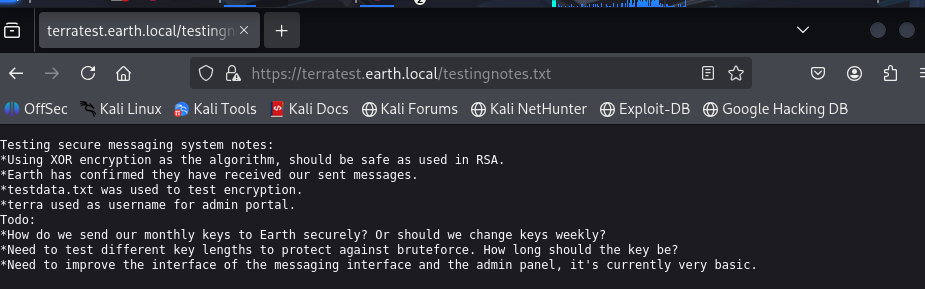 terratest.earth.local/testingn
https://terratest.earth.local/testingnotes.txt
OffSec Kali Linux Kali Tools Kali Docs Kali Forums Kali NetHunter Exploit-DB Google Hacking DB
Testing secure messaging system notes:
*Using XOR encryption as the algorithm, should be safe as used in RSA.
*Earth has confirmed they have received our sent messages.
*testdata.txt was used to test encryption.
*terra used as username for admin portal.
Todo:
*How do we send our monthly keys to Earth securely? Or should we change keys weekly?
*Need to test different key lengths to protect against bruteforce. How long should the key be?
*Need to improve the interface of the messaging interface and the admin panel, it's currently very basic.